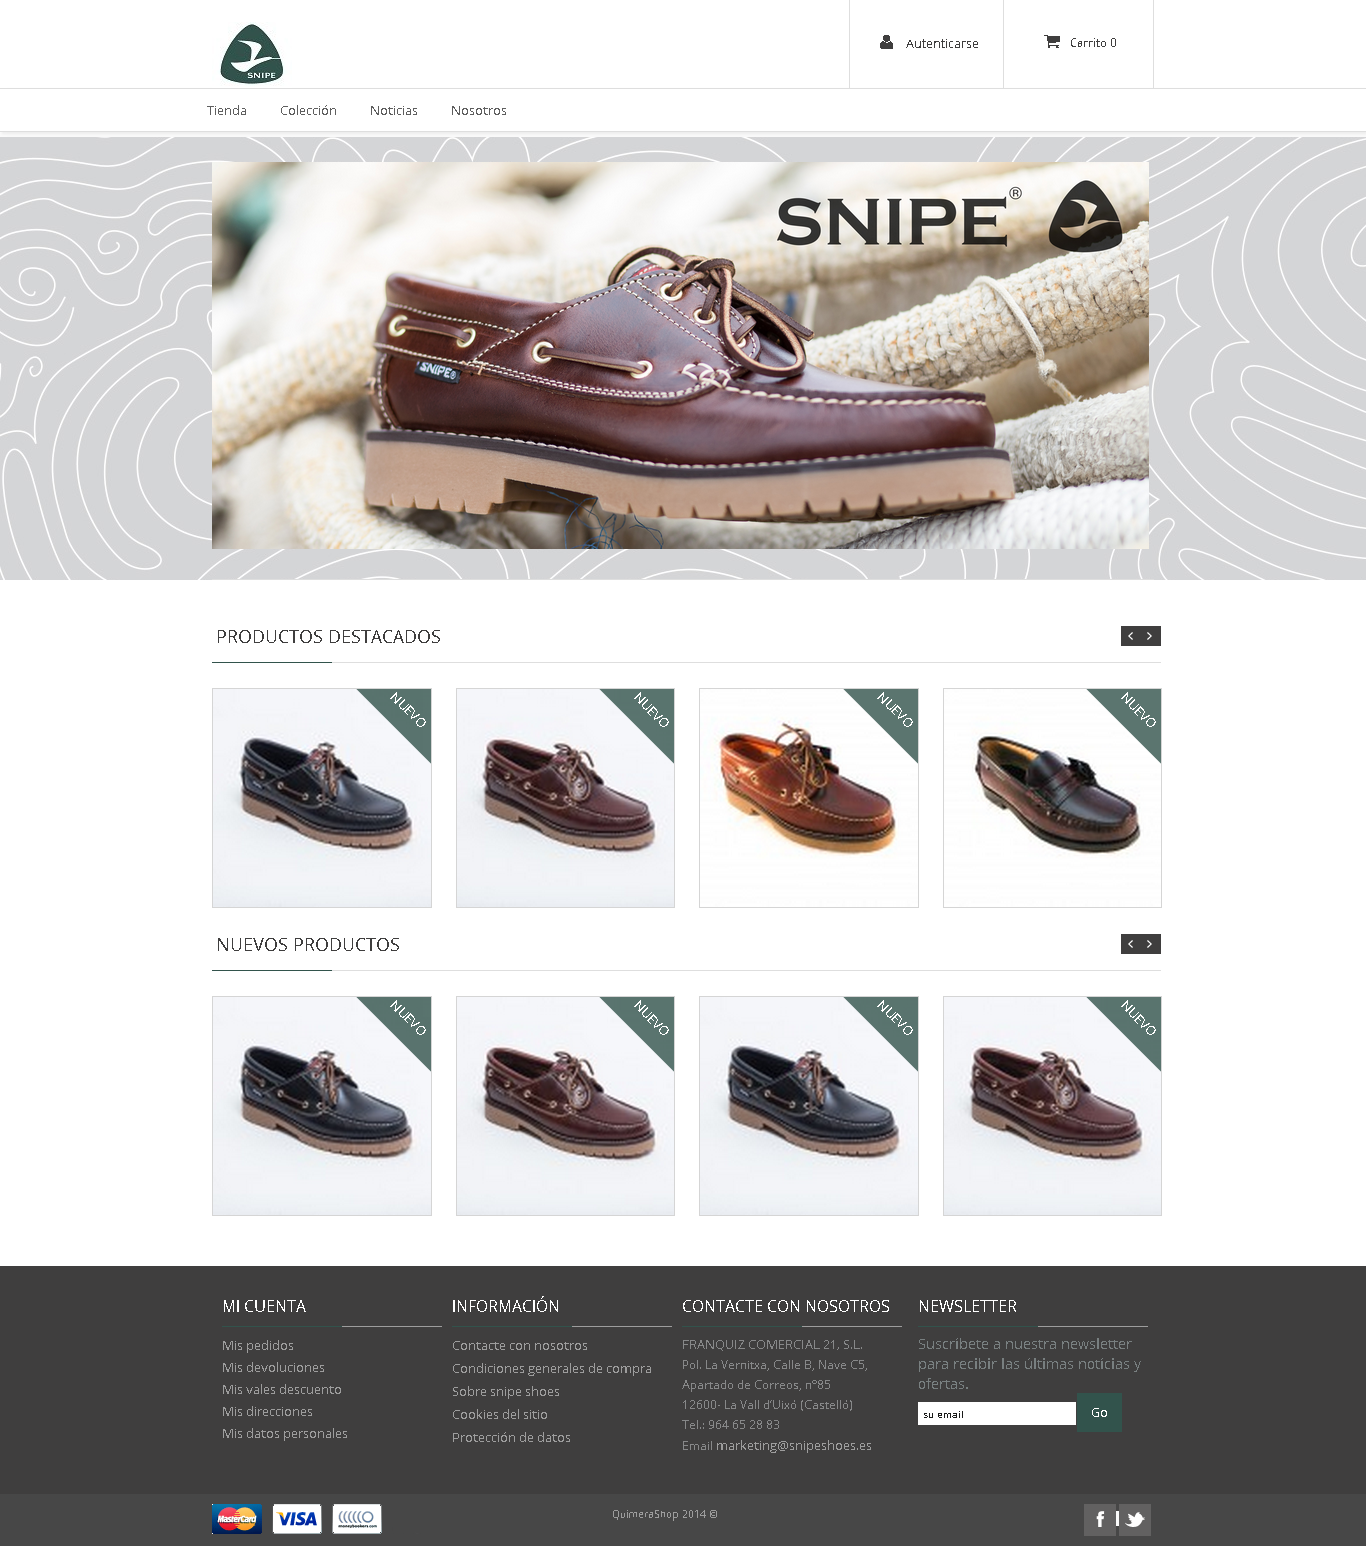 SNIPE
Autenticarse
Carrito 0
Tienda
Colección
Noticias
Nosotros
SNIPE®
SNIPE®
PRODUCTOS DESTACADOS
NUEVO
NUEVO
NUEVO
NUEVO
NUEVOS PRODUCTOS
NUEVO
NUEVO
NUEVO
NUEVO
MI CUENTA
Mis pedidos
Mis devoluciones
Mis vales descuento
Mis direcciones
Mis datos personales
INFORMACIÓN
Contacte con nosotros
Condiciones generales de compra
Sobre snipe shoes
Cookies del sitio
Protección de datos
CONTACTE CON NOSOTROS
FRANQUIZ COMERCIAL 21, S.L.
Pol. La Vernitxa, Calle B, Nave C5,
Apartado de Correos, nº85
12600- La Vall d'Uixó (Castelló)
Tel.: 964 65 28 83
Email marketing@snipeshoes.es
NEWSLETTER
Suscríbete a nuestra newsletter
para recibir las últimas noticias y
ofertas.
su email
Go
MasterCard
VISA
moneybookers.com
QuimeraShop 2014 ©